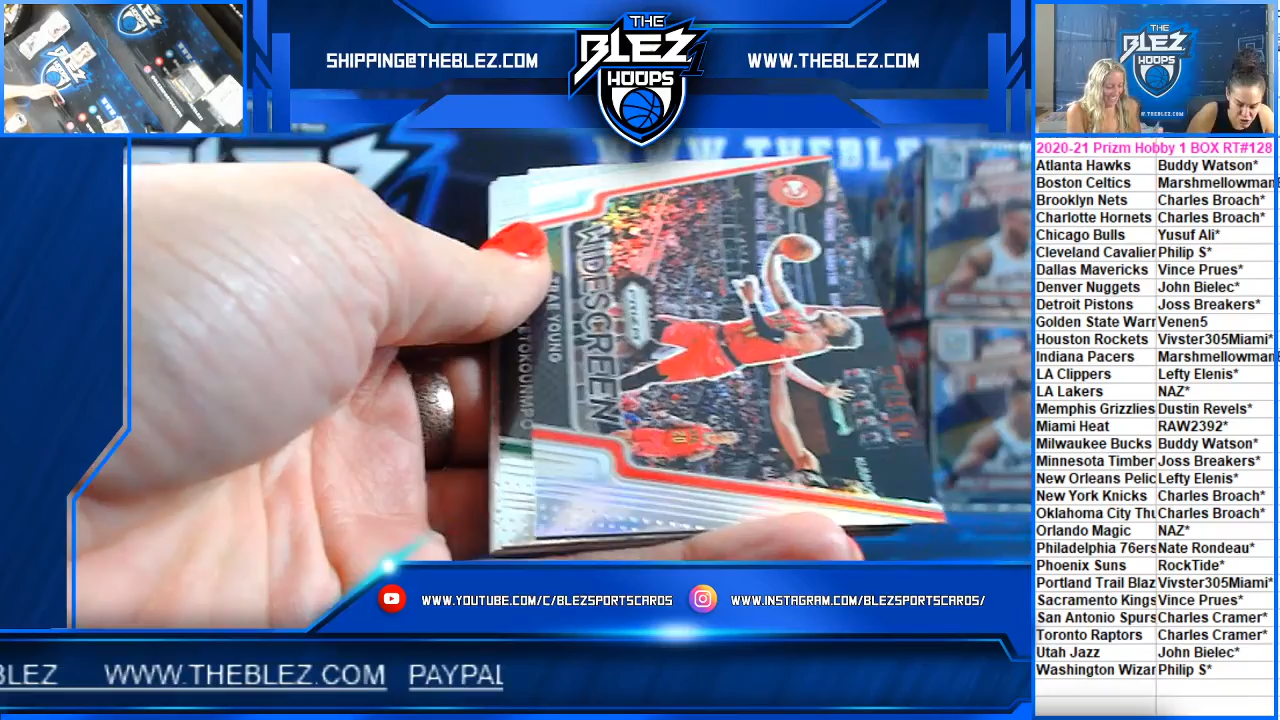 SHIPPING@THEBLEZ.COM
THE
BLEZ
HOOPS
WWW.THEBLEZ.COM
THE
BLEZ
WWW.THEBLEZ.COM
2020-21 Prizm Hobby 1 BOX RT#128
Atlanta Hawks Buddy Watson*
Boston Celtics Marshmellowman
Brooklyn Nets Charles Broach*
Charlotte Hornets Charles Broach*
Chicago Bulls Yusuf Ali*
Cleveland Cavalier Philip S*
Dallas Mavericks Vince Prues*
Denver Nuggets John Bielec*
Detroit Pistons Joss Breakers*
Golden State Warr Venen5
Houston Rockets Vivster305Miami*
Indiana Pacers Marshmellowman
LA Clippers Lefty Elenis*
LA Lakers NAZ*
Memphis Grizzlies Dustin Revels*
Miami Heat RAW2392*
Milwaukee Bucks Buddy Watson*
Minnesota Timber Joss Breakers*
New Orleans Pelic Lefty Elenis*
New York Knicks Charles Broach*
Oklahoma City Thu Charles Broach*
Orlando Magic NAZ*
Philadelphia 76ers Nate Rondeau*
Phoenix Suns RockTide*
Portland Trail Blaz Vivster305Miami*
Sacramento Kings Vince Prues*
San Antonio Spurs Charles Cramer*
Toronto Raptors Charles Cramer*
Utah Jazz John Bielec*
Washington Wizar Philip S*
WIDESCREEN
PRIZM
TRAE YOUNG
ETOKOUNMPO
WWW.YOUTUBE.COM/C/BLEZSPORTSCARDS
WWW.INSTAGRAM.COM/BLEZSPORTSCARDS/
BLEZ WWW.THEBLEZ.COM PAYPAL